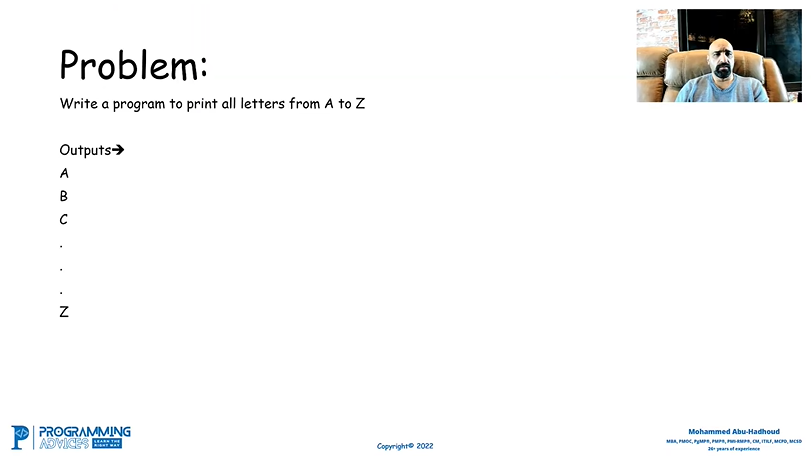 Problem:
Write a program to print all letters from A to Z
Outputs➔
A
B
C
.
.
.
Z
PROGRAMMING
ADVICES
LEARN THE
RIGHT WAY
Copyright© 2022
Mohammed Abu-Hadhoud
MBA, PMOC, PgMP®, PMP®, PMI-RMP®, CM, ITILF, MCPD, MCSD
26+ years of experience